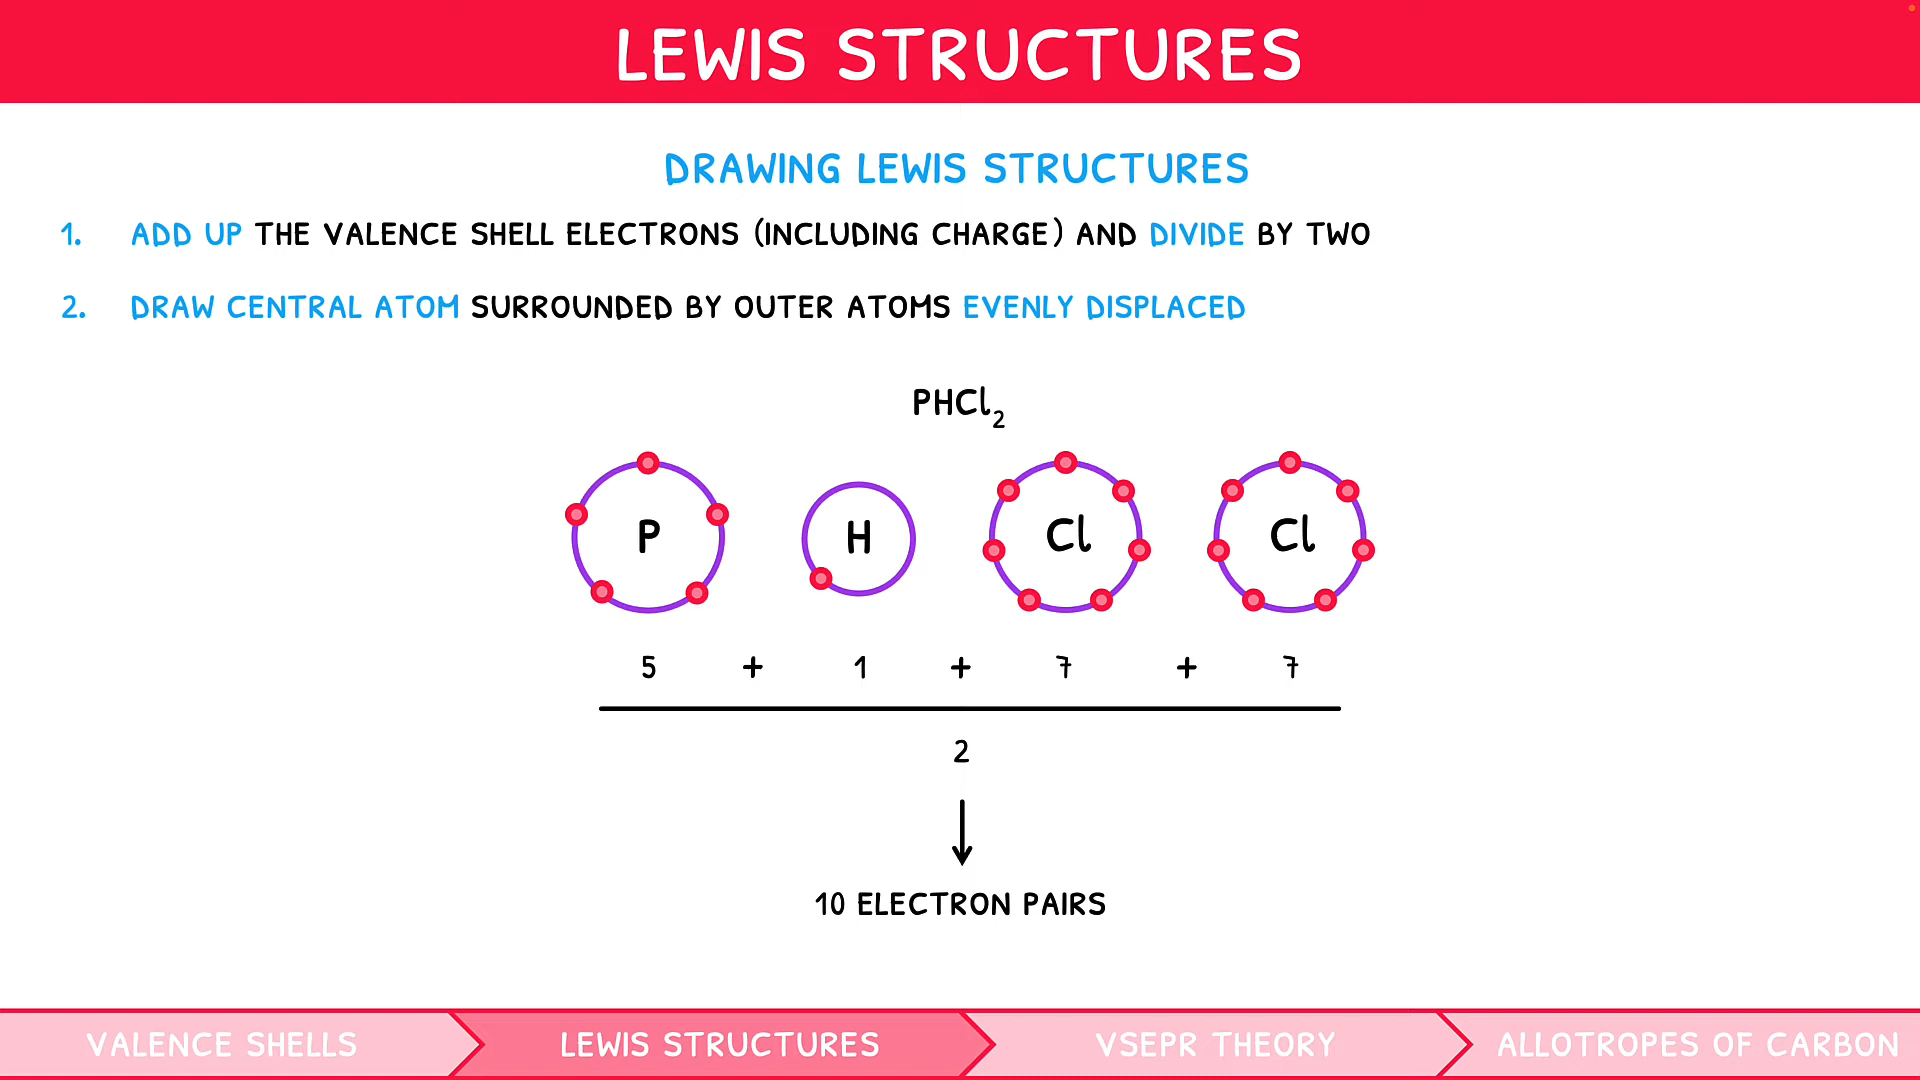 LEWIS STRUCTURES
DRAWING LEWIS STRUCTURES
1. ADD UP THE VALENCE SHELL ELECTRONS (INCLUDING CHARGE) AND DIVIDE BY TWO
2. DRAW CENTRAL ATOM SURROUNDED BY OUTER ATOMS EVENLY DISPLACED
PHCl₂
P H Cl Cl
5 + 1 + 7 + 7
2
10 ELECTRON PAIRS
VALENCE SHELLS LEWIS STRUCTURES VSEPR THEORY ALLOTROPES OF CARBON